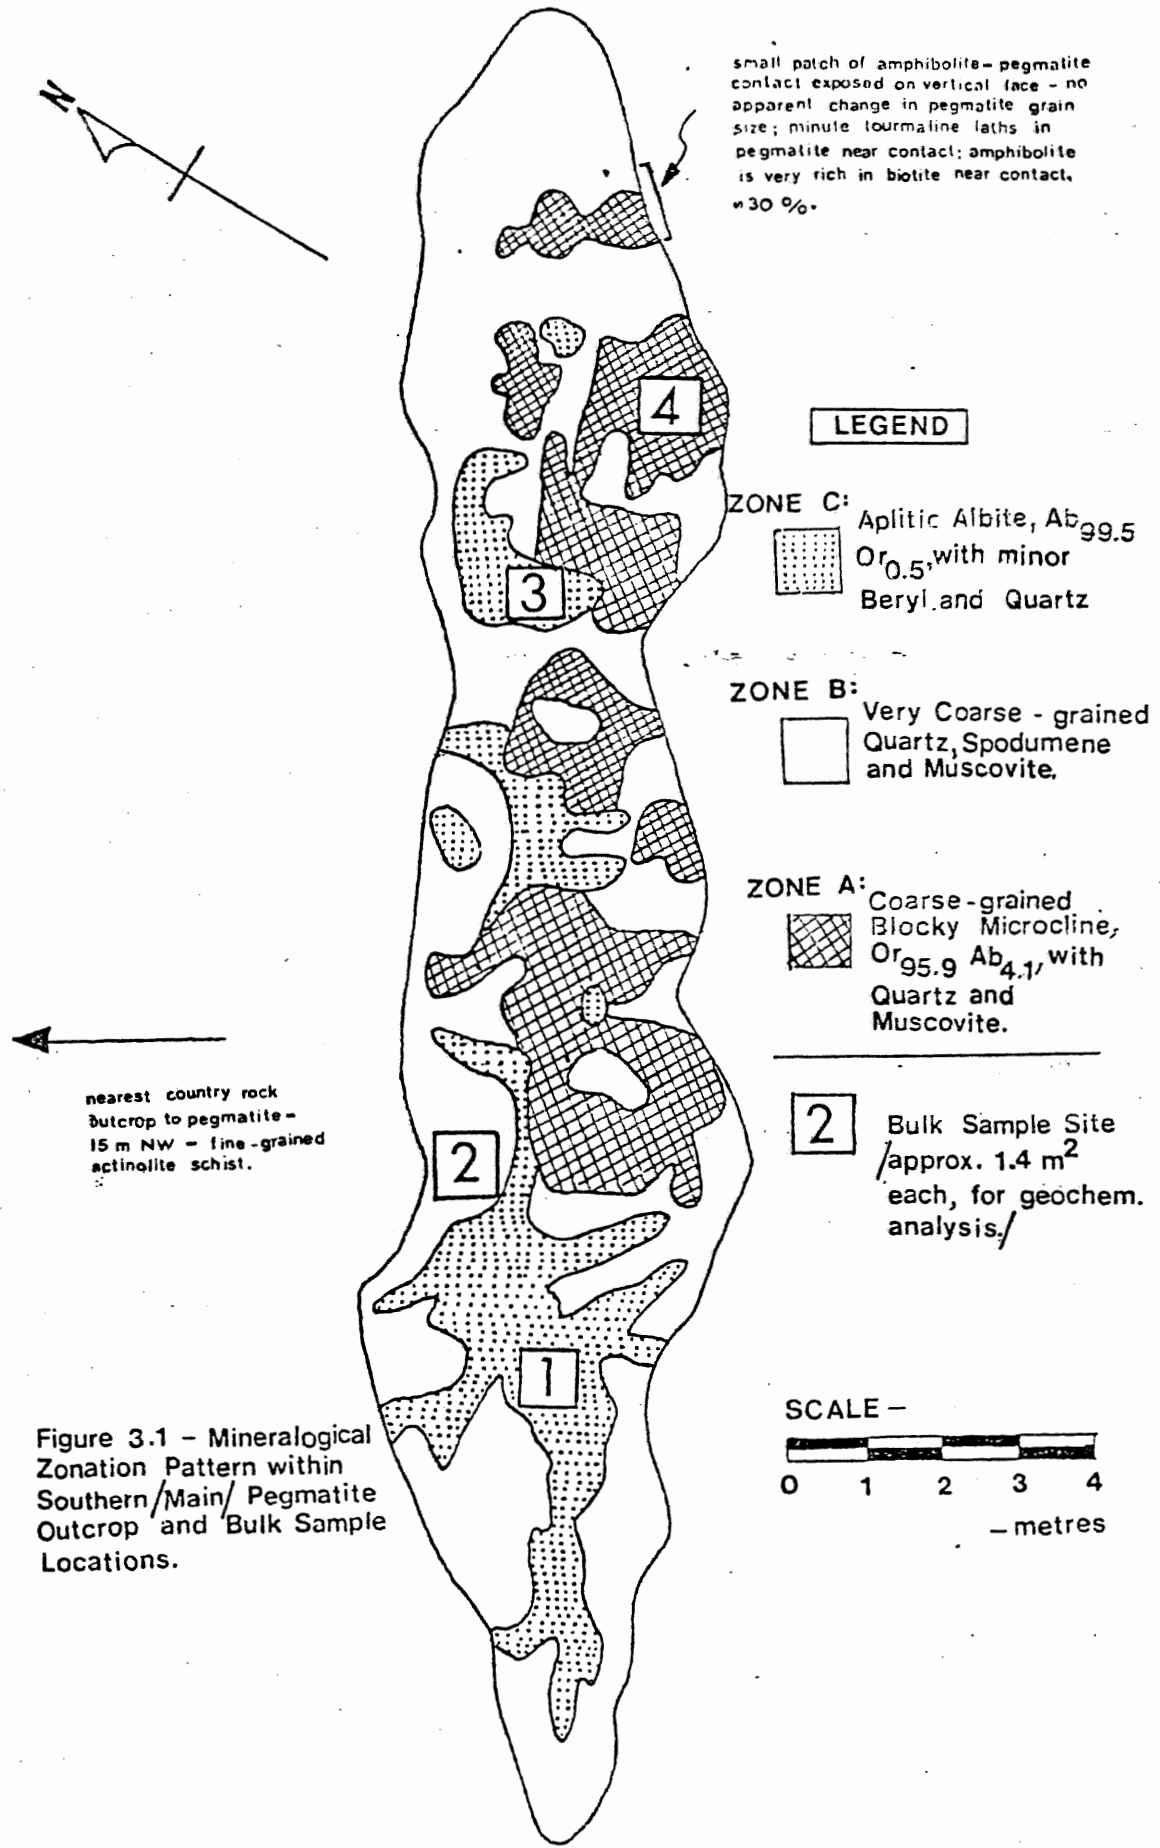 N
small patch of amphibolite - pegmatite
contact exposed on vertical face - no
apparent change in pegmatite grain
size; minute tourmaline laths in
pegmatite near contact; amphibolite
is very rich in biotite near contact,
~30 %.
4
LEGEND
ZONE C:
Aplitic Albite, Ab99.5
Or0.5, with minor
Beryl and Quartz
3
ZONE B:
Very Coarse - grained
Quartz, Spodumene
and Muscovite.
ZONE A:
Coarse - grained
Blocky Microcline,
Or95.9 Ab4.1, with
Quartz and
Muscovite.
nearest country rock
outcrop to pegmatite -
15 m NW - fine - grained
actinolite schist.
2
2
Bulk Sample Site
/approx. 1.4 m2
each, for geochem.
analysis./
1
Figure 3.1 - Mineralogical
Zonation Pattern within
Southern /Main/ Pegmatite
Outcrop and Bulk Sample
Locations.
SCALE -
0 1 2 3 4
- metres